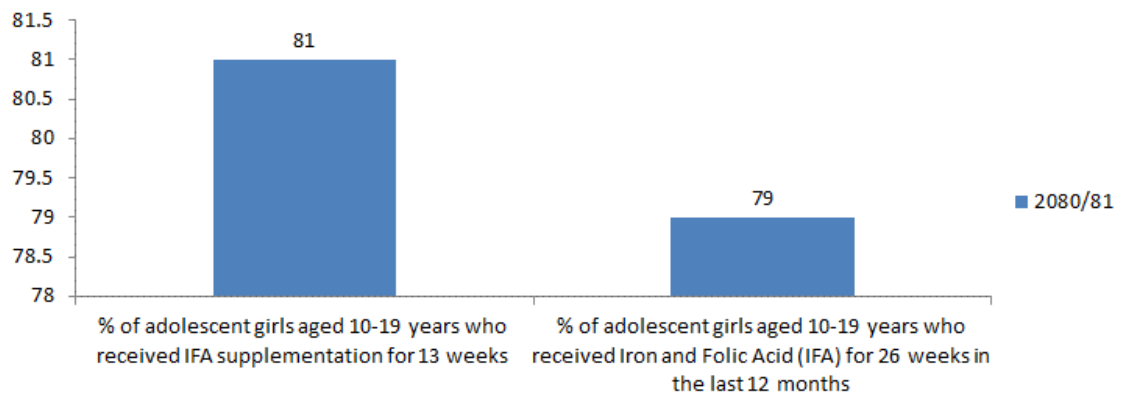 81.5
81
80.5
80
79.5
79
78.5
78
81
79
2080/81
% of adolescent girls aged 10-19 years who
received IFA supplementation for 13 weeks
% of adolescent girls aged 10-19 years who
received Iron and Folic Acid (IFA) for 26 weeks in
the last 12 months